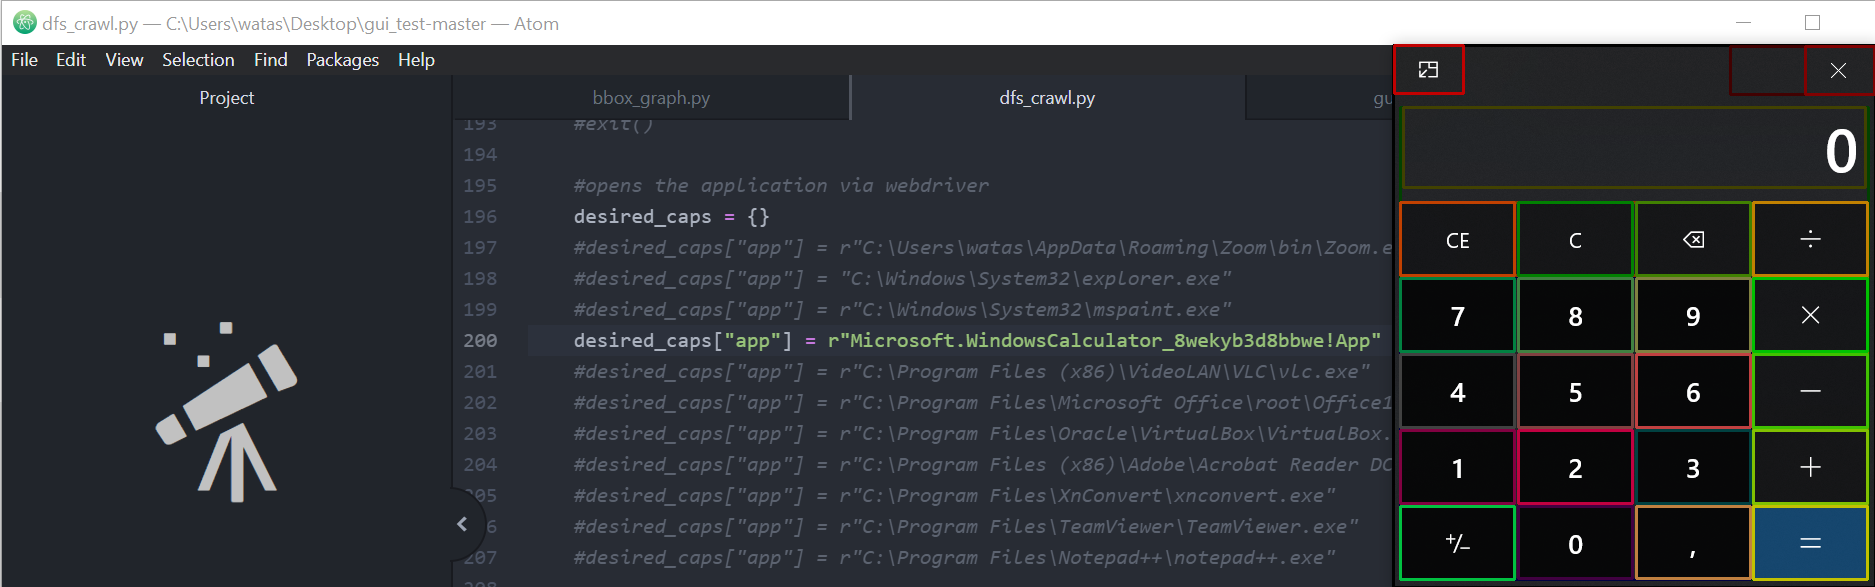 dfs_crawl.py — C:\Users\watas\Desktop\gui_test-master — Atom
File Edit View Selection Find Packages Help
Project
bbox_graph.py
dfs_crawl.py
gu
193 #exit()
194
195 #opens the application via webdriver
196 desired_caps = {}
197 #desired_caps["app"] = r"C:\Users\watas\AppData\Roaming\Zoom\bin\Zoom.e
198 #desired_caps["app"] = "C:\Windows\System32\explorer.exe"
199 #desired_caps["app"] = r"C:\Windows\System32\mspaint.exe"
200 desired_caps["app"] = r"Microsoft.WindowsCalculator_8wekyb3d8bbwe!App"
201 #desired_caps["app"] = r"C:\Program Files (x86)\VideoLAN\VLC\vlc.exe"
202 #desired_caps["app"] = r"C:\Program Files\Microsoft Office\root\Office1
203 #desired_caps["app"] = r"C:\Program Files\Oracle\VirtualBox\VirtualBox.
204 #desired_caps["app"] = r"C:\Program Files (x86)\Adobe\Acrobat Reader DC
205 #desired_caps["app"] = r"C:\Program Files\XnConvert\xnconvert.exe"
6 #desired_caps["app"] = r"C:\Program Files\TeamViewer\TeamViewer.exe"
207 #desired_caps["app"] = r"C:\Program Files\Notepad++\notepad++.exe"
0
CE C ÷
7 8 9 ×
4 5 6 −
1 2 3 +
+/− 0 , =